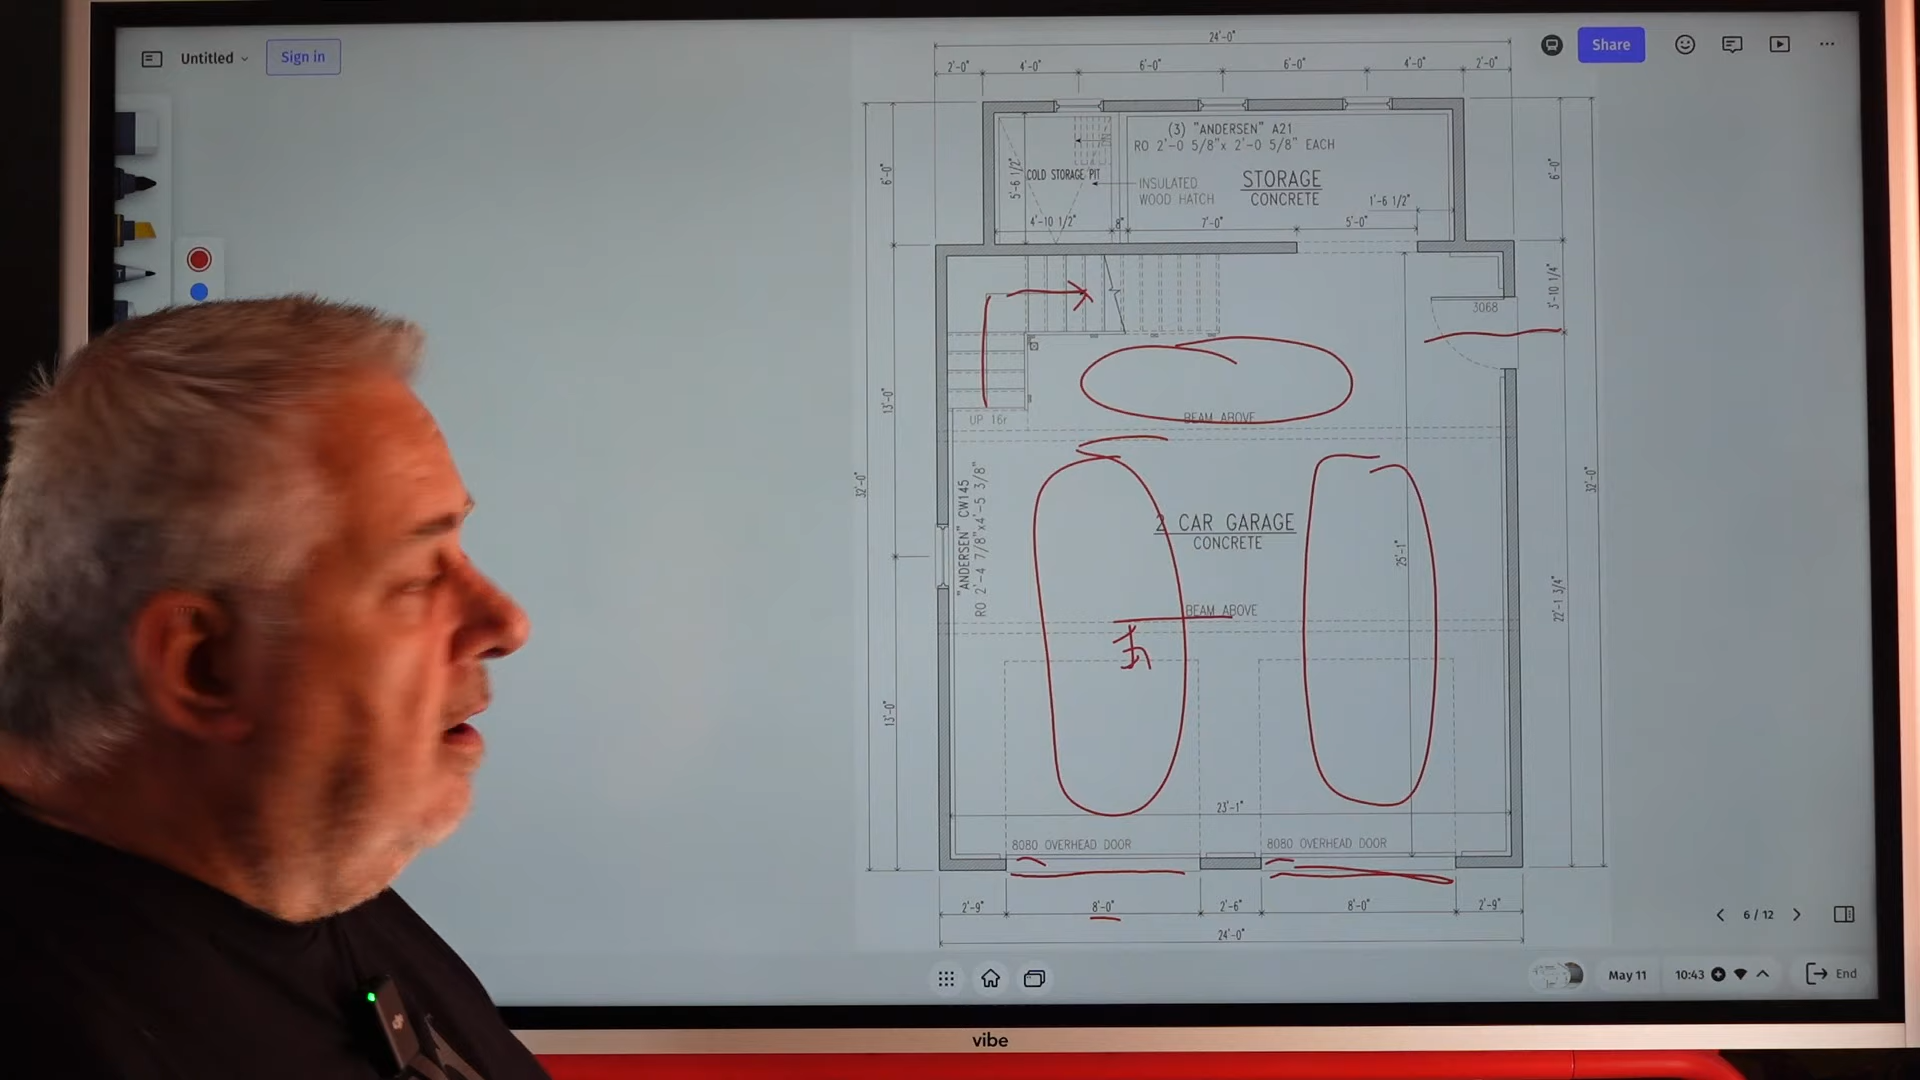 Untitled
Sign in
Share
24'-0"
2'-0"
4'-0"
6'-0"
6'-0"
4'-0"
2'-0"
(3) "ANDERSEN" A21
RO 2'-0 5/8"x 2'-0 5/8" EACH
6'-0"
5'-6 1/2"
COLD STORAGE PIT
INSULATED
WOOD HATCH
STORAGE
CONCRETE
1'-6 1/2"
6'-0"
4'-10 1/2"
8"
7'-0"
5'-0"
3'-10 1/4"
3068
UP 16r
BEAM ABOVE
13'-0"
32'-0"
32'-0"
"ANDERSEN" CW145
RO 2'-4 7/8"x4'-5 3/8"
2 CAR GARAGE
CONCRETE
25'-1"
22'-1 3/4"
BEAM ABOVE
13'-0"
23'-1"
8080 OVERHEAD DOOR
8080 OVERHEAD DOOR
2'-9"
8'-0"
2'-6"
8'-0"
2'-9"
24'-0"
6 / 12
May 11
10:43
End
vibe